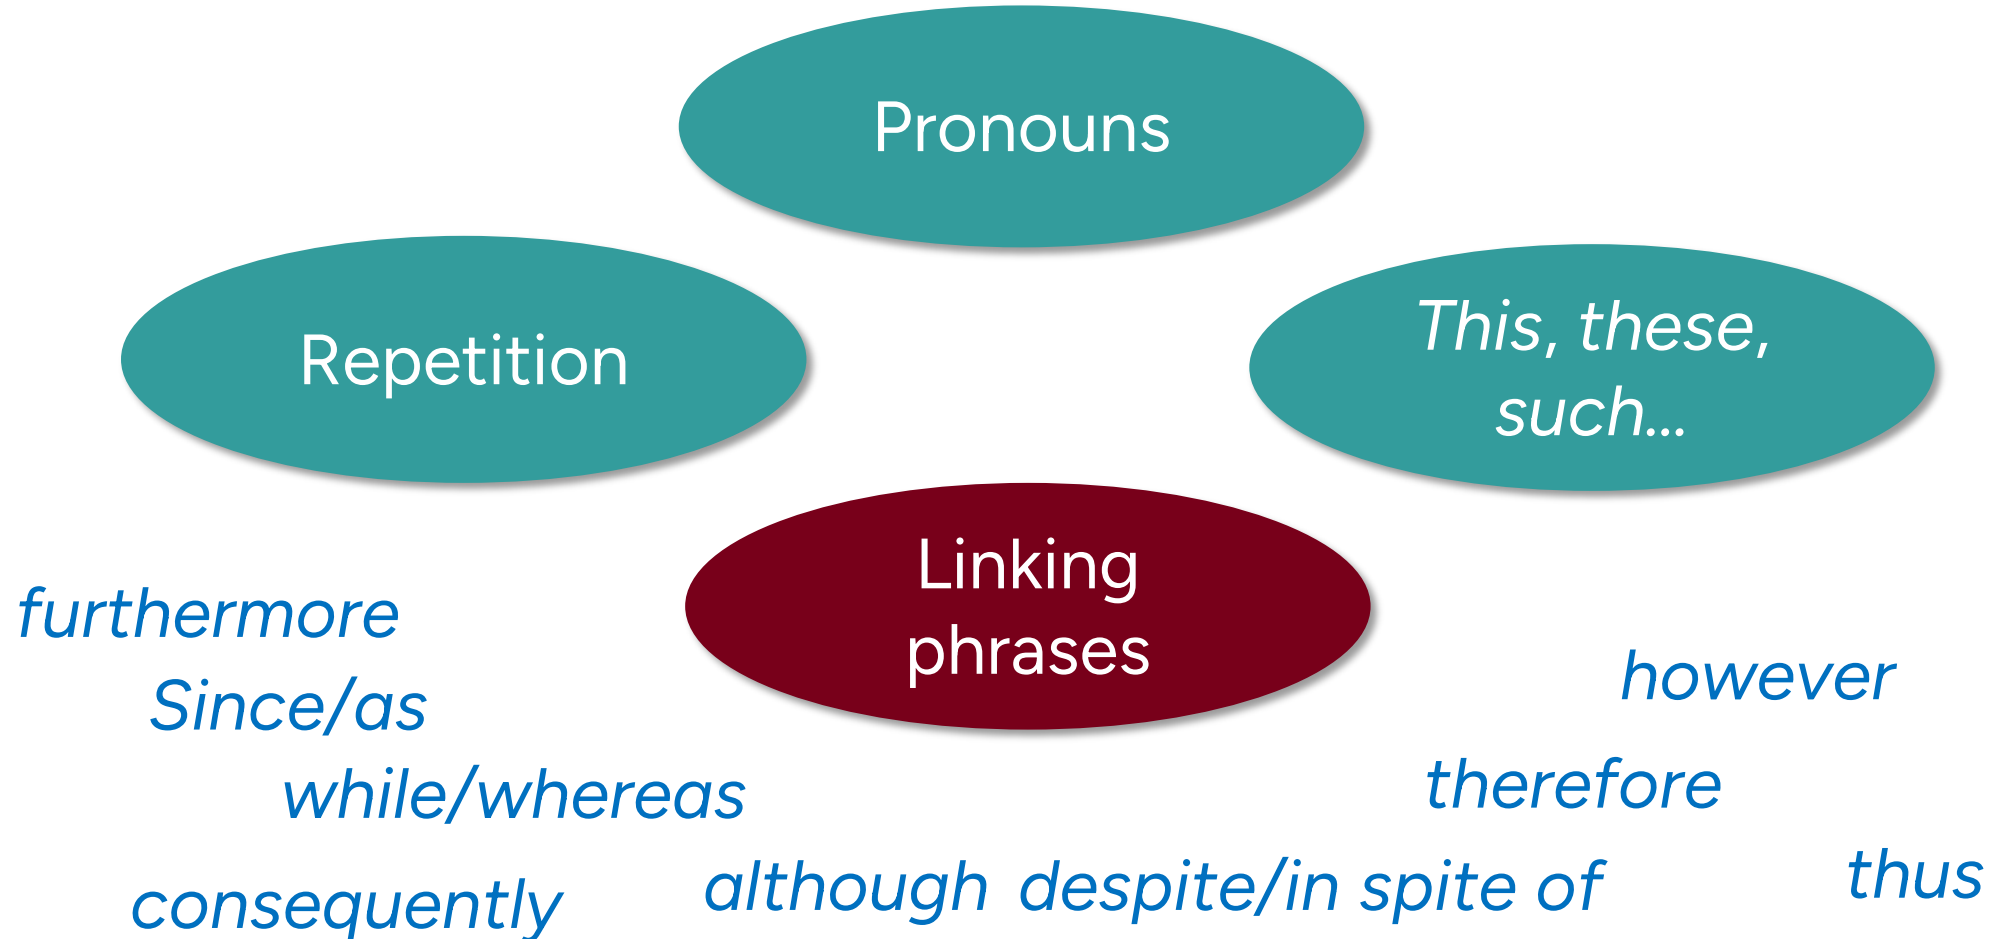 Pronouns
Repetition
This, these,
such...
Linking
phrases
furthermore
Since/as
while/whereas
consequently
although
despite/in spite of
however
therefore
thus